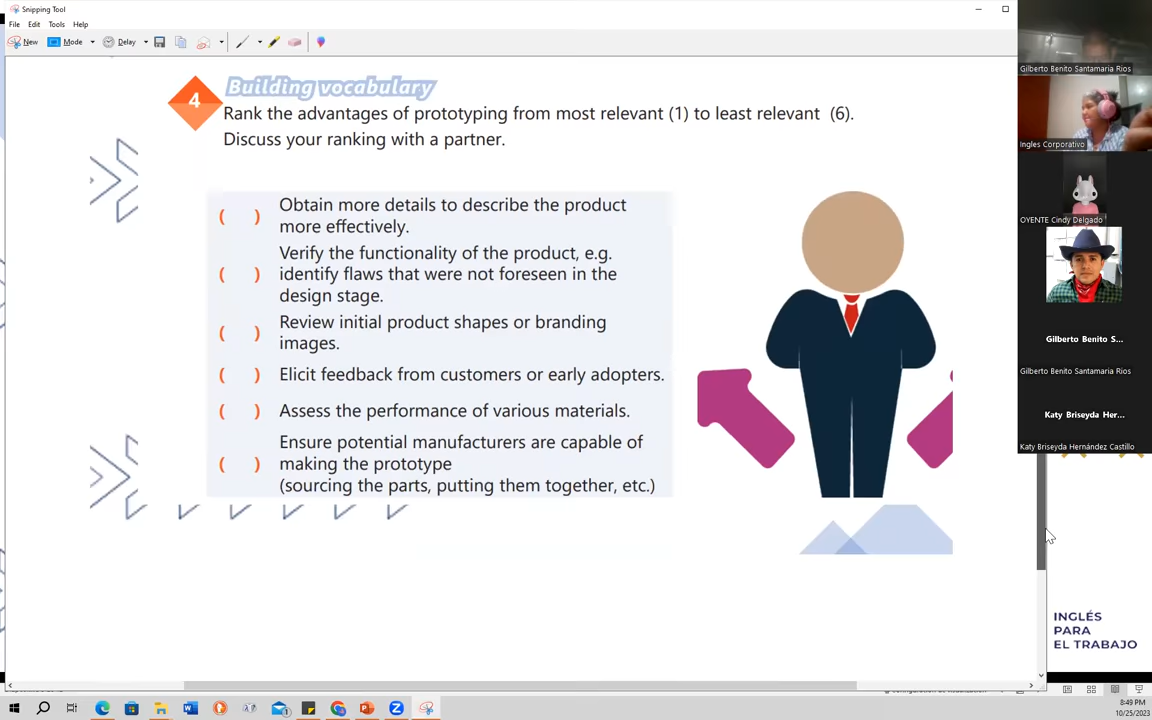 Snipping Tool
File Edit Tools Help
New Mode Delay
4
Building vocabulary
Rank the advantages of prototyping from most relevant (1) to least relevant (6).
Discuss your ranking with a partner.
( ) Obtain more details to describe the product
more effectively.
( ) Verify the functionality of the product, e.g.
identify flaws that were not foreseen in the
design stage.
( ) Review initial product shapes or branding
images.
( ) Elicit feedback from customers or early adopters.
( ) Assess the performance of various materials.
( ) Ensure potential manufacturers are capable of
making the prototype
(sourcing the parts, putting them together, etc.)
Gilberto Benito Santamaria Rios
Ingles Corporativo
OYENTE Cindy Delgado
Gilberto Benito S...
Gilberto Benito Santamaria Rios
Katy Briseyda Her...
Katy Briseyda Hernández Castillo
INGLÉS
PARA
EL TRABAJO
8:49 PM
10/25/2023